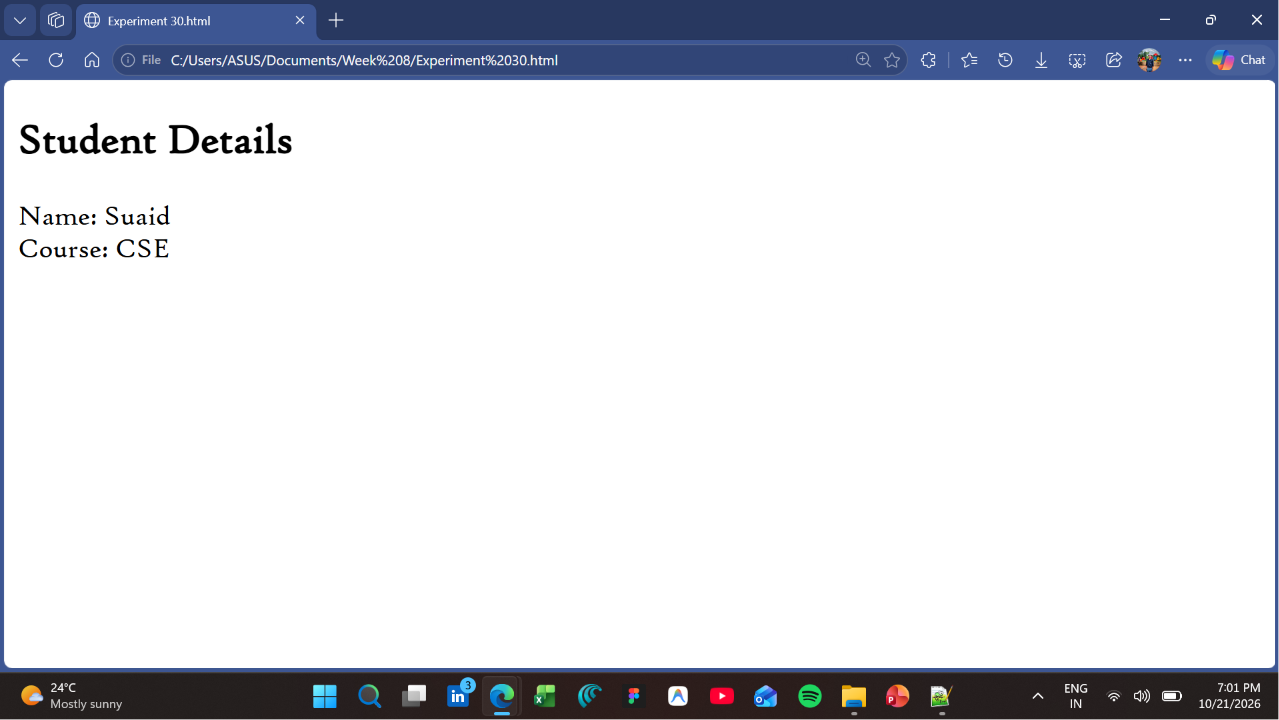 Experiment 30.html
File C:/Users/ASUS/Documents/Week%208/Experiment%2030.html
Chat
Student Details
Name: Suaid
Course: CSE
24°C
Mostly sunny
3
ENG
IN
7:01 PM
10/21/2026